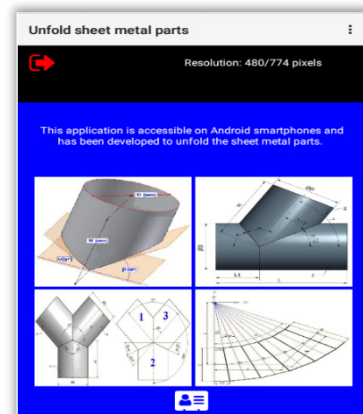 Unfold sheet metal parts
Resolution: 480/774 pixels
This application is accessible on Android smartphones and
has been developed to unfold the sheet metal parts.
1
3
2